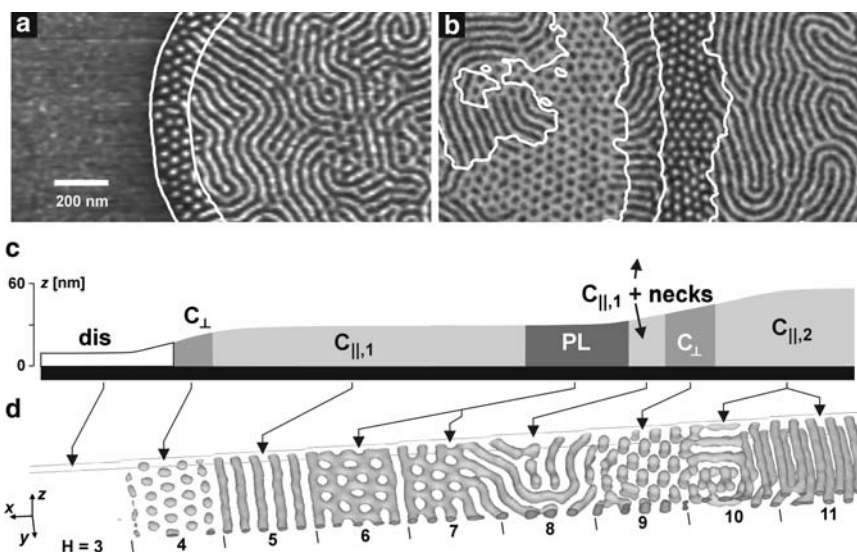 a
b
200 nm
c
60
z [nm]
0
dis
C⊥
C||,1
PL
C||,1 + necks
C⊥
C||,2
d
z
x
y
H = 3
4
5
6
7
8
9
10
11